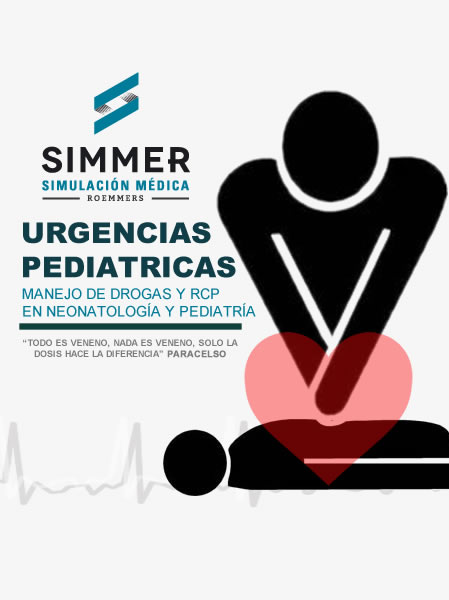 SIMMER
SIMULACIÓN MÉDICA
ROEMMERS
URGENCIAS
PEDIATRICAS
MANEJO DE DROGAS Y RCP
EN NEONATOLOGÍA Y PEDIATRÍA
“TODO ES VENENO, NADA ES VENENO, SOLO LA
DOSIS HACE LA DIFERENCIA” PARACELSO